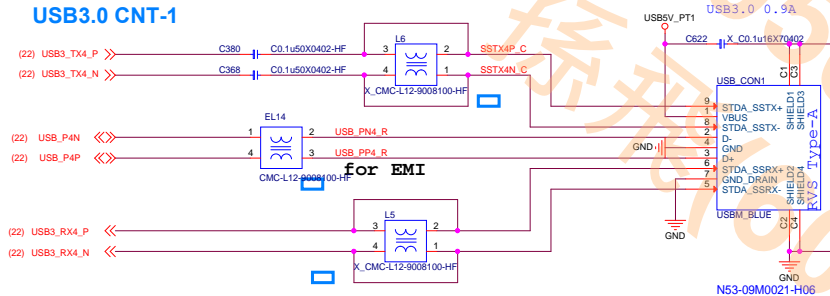 USB3.0 CNT-1
USB3.0 0.9A
USB5V_PT1
C622 X_C0.1u16X70402
(22) USB3_TX4_P C380 C0.1u50X0402-HF 3 L6 2 SSTX4P_C
(22) USB3_TX4_N C368 C0.1u50X0402-HF 4 1 SSTX4N_C
X_CMC-L12-9008100-HF
EL14
(22) USB_P4N 1 2 USB_PN4_R
(22) USB_P4P 4 3 USB_PP4_R
for EMI
CMC-L12-9008100-HF
L5
(22) USB3_RX4_P 3 2
(22) USB3_RX4_N 4 1
X_CMC-L12-9008100-HF
USB_CON1
C1 C3
SHIELD1 SHIELD3
9 STDA_SSTX+
1 VBUS
8 STDA_SSTX-
2 D-
GND 4 GND
3 D+
6 STDA_SSRX+
7 GND_DRAIN
5 STDA_SSRX-
SHIELD2 SHIELD4
RVS Type-A
USBM_BLUE
C2 C4
GND
GND
N53-09M0021-H06